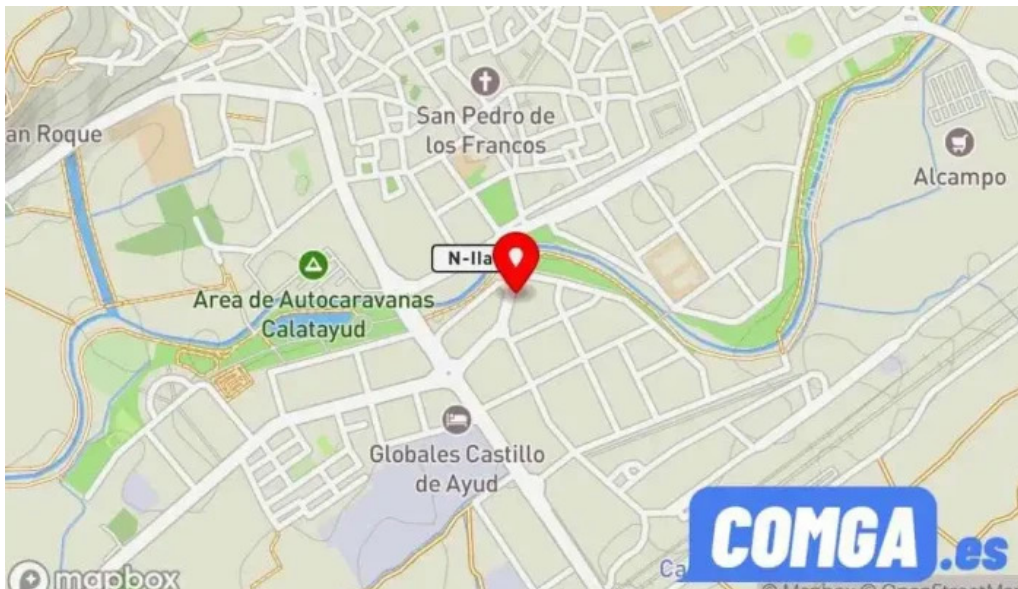 San Pedro de
los Francos
an Roque
Alcampo
N-IIa
Area de Autocaravanas
Calatayud
Globales Castillo
de Ayud
COMGA.es
Ca
mapbox